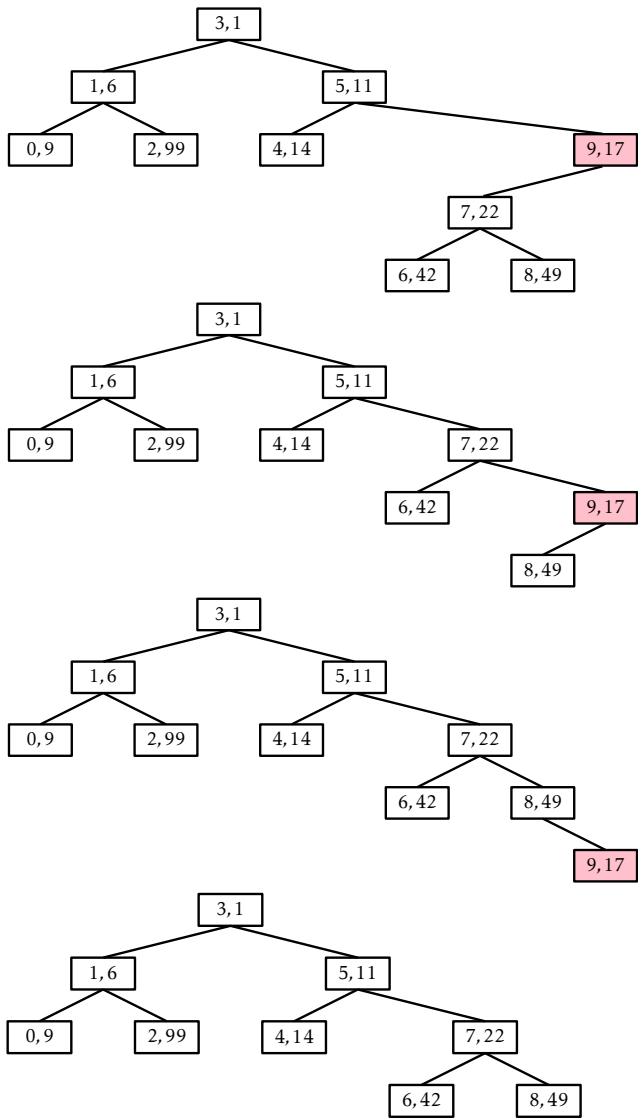 3, 1
1, 6 5, 11
0, 9 2, 99 4, 14 9, 17
7, 22
6, 42 8, 49
3, 1
1, 6 5, 11
0, 9 2, 99 4, 14 7, 22
6, 42 9, 17
8, 49
3, 1
1, 6 5, 11
0, 9 2, 99 4, 14 7, 22
6, 42 8, 49
9, 17
3, 1
1, 6 5, 11
0, 9 2, 99 4, 14 7, 22
6, 42 8, 49